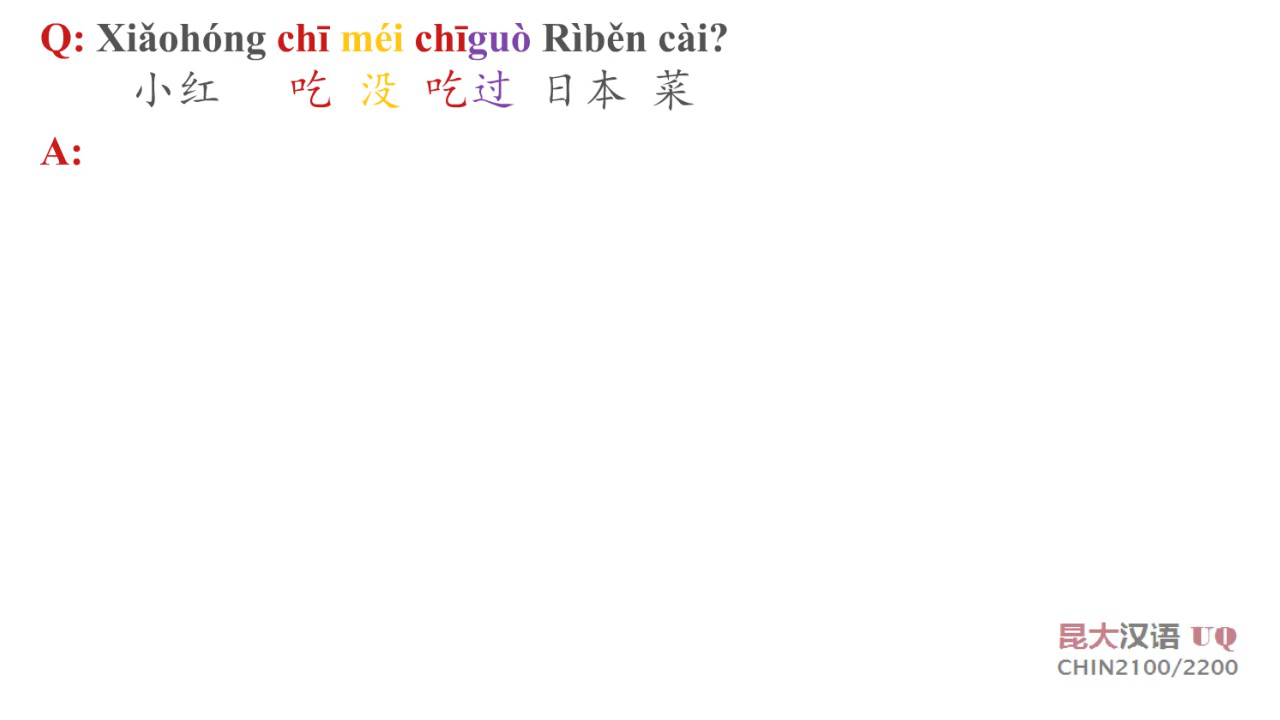 Q: Xiǎohóng chī méi chīguò Rìběn cài?
小红 吃 没 吃过 日本 菜
A:
昆大汉语 UQ
CHIN2100/2200